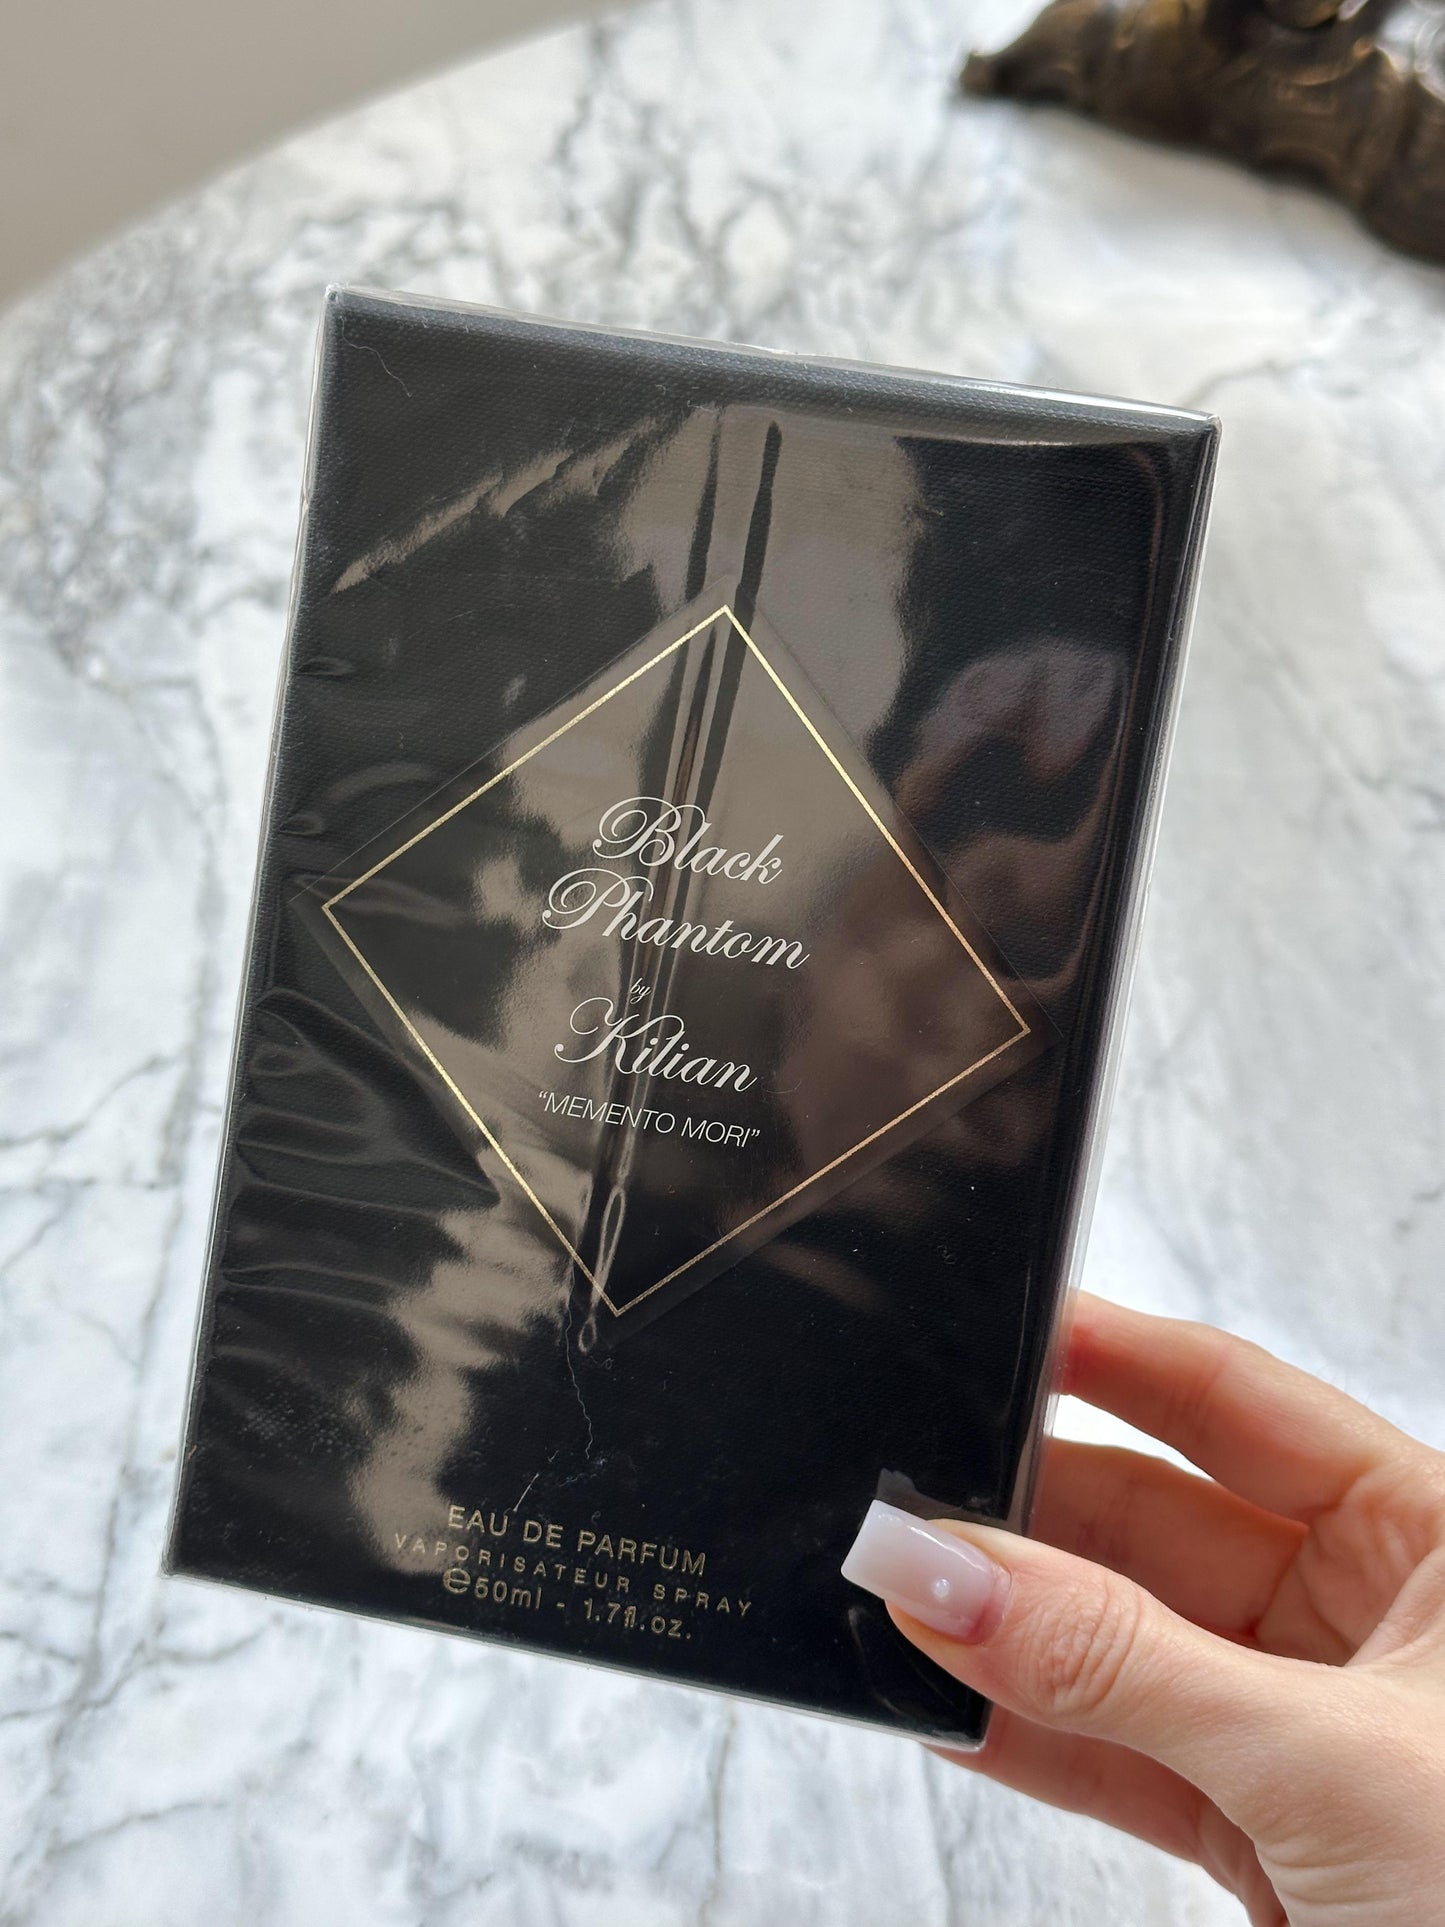 Black
Phantom
by
Kilian
“MEMENTO MORI”
EAU DE PARFUM
VAPORISATEUR SPRAY
℮50ml - 1.7fl.oz.